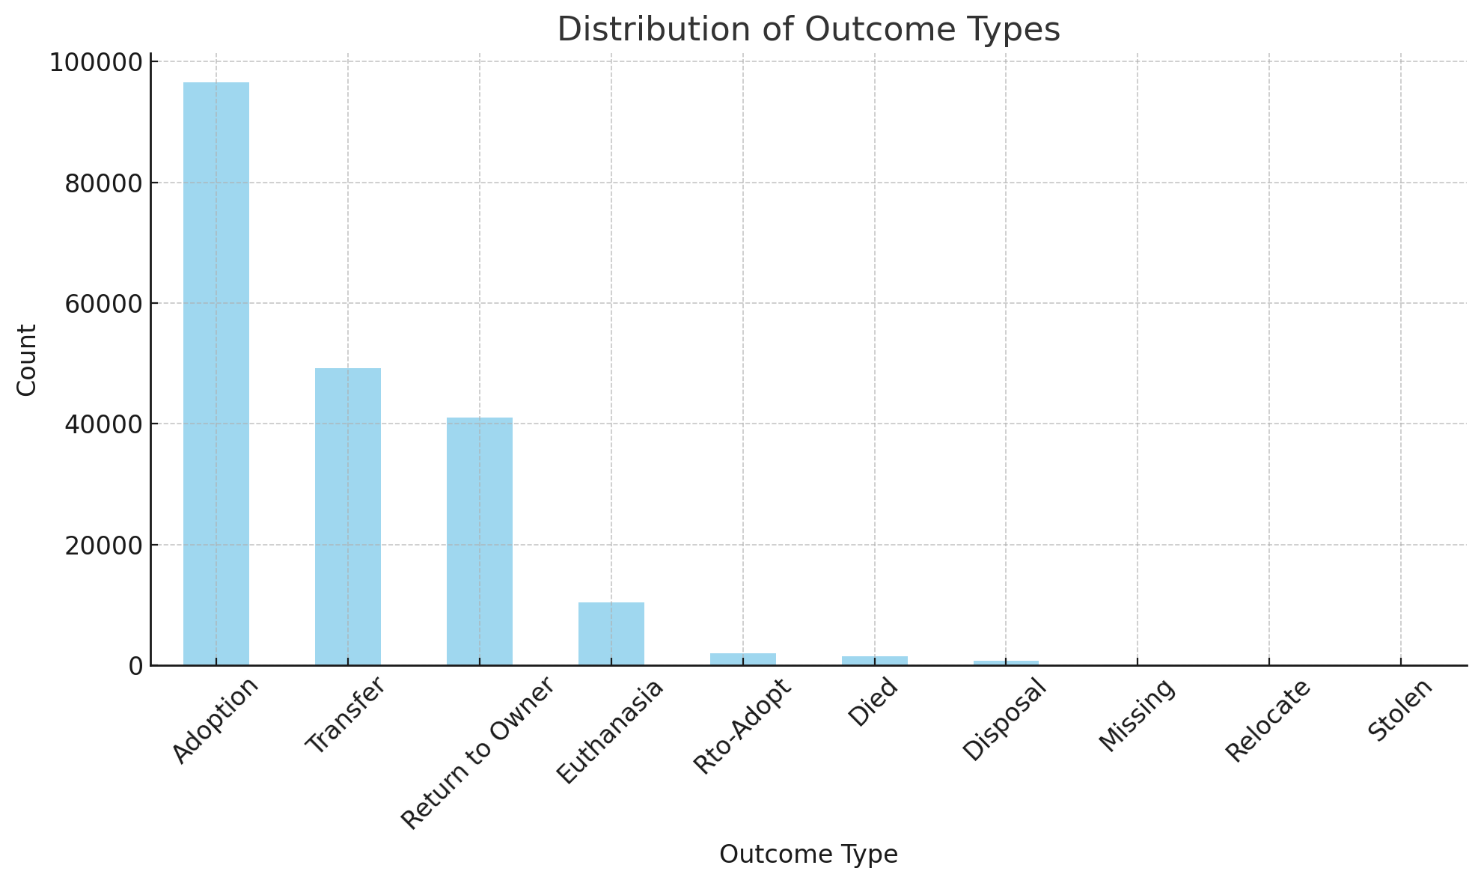 Distribution of Outcome Types
Count
100000
80000
60000
40000
20000
0
Adoption
Transfer
Return to Owner
Euthanasia
Rto-Adopt
Died
Disposal
Missing
Relocate
Stolen
Outcome Type